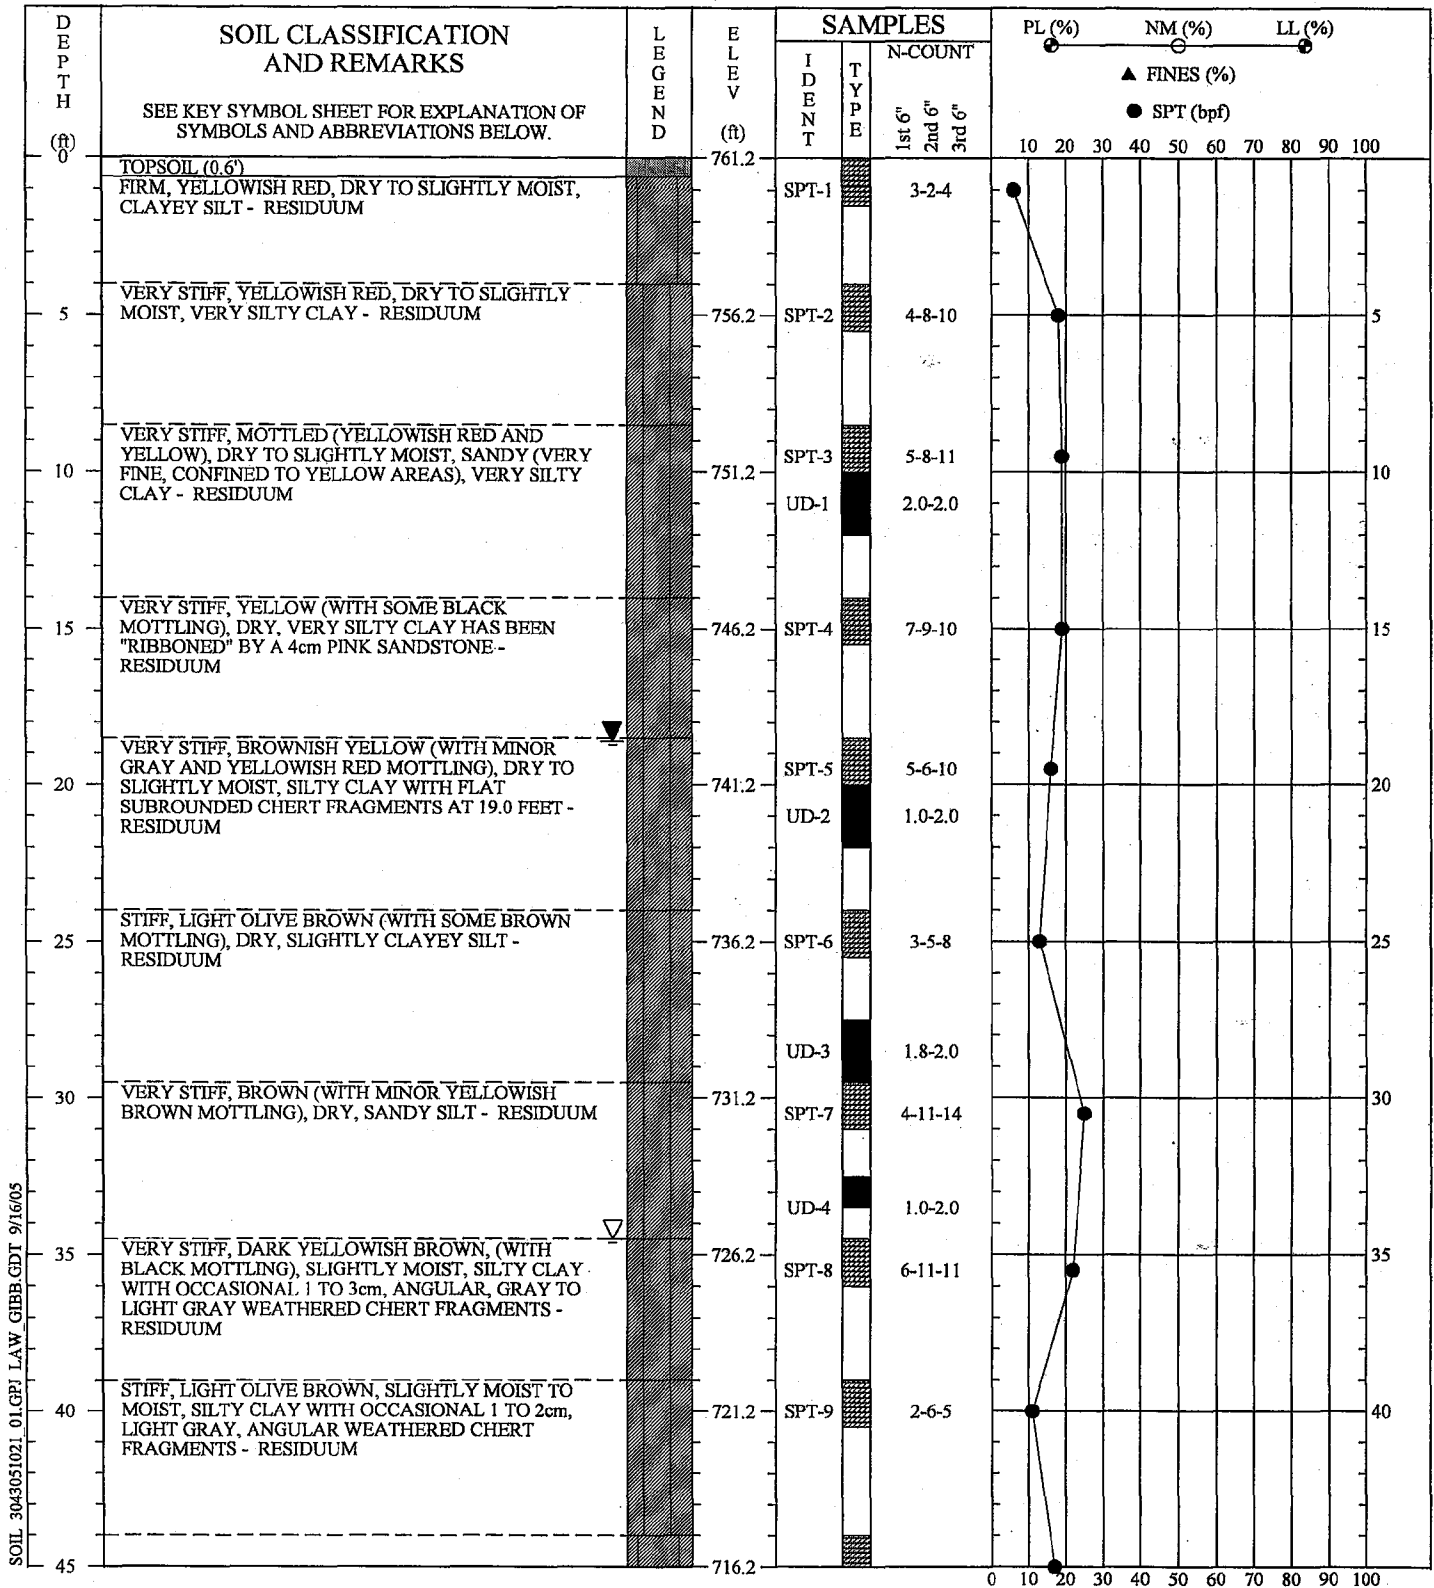 DEPTH
(ft)
SOIL CLASSIFICATION
AND REMARKS
SEE KEY SYMBOL SHEET FOR EXPLANATION OF
SYMBOLS AND ABBREVIATIONS BELOW.
LEGEND
ELEV
(ft)
SAMPLES
IDENT
TYPE
N-COUNT
1st 6"
2nd 6"
3rd 6"
PL (%) NM (%) LL (%)
▲ FINES (%)
● SPT (bpf)
10 20 30 40 50 60 70 80 90 100
0
761.2
TOPSOIL (0.6')
FIRM, YELLOWISH RED, DRY TO SLIGHTLY MOIST,
CLAYEY SILT - RESIDUUM
SPT-1 3-2-4
VERY STIFF, YELLOWISH RED, DRY TO SLIGHTLY
MOIST, VERY SILTY CLAY - RESIDUUM
5 756.2 SPT-2 4-8-10 5
VERY STIFF, MOTTLED (YELLOWISH RED AND
YELLOW), DRY TO SLIGHTLY MOIST, SANDY (VERY
FINE, CONFINED TO YELLOW AREAS), VERY SILTY
CLAY - RESIDUUM
SPT-3 5-8-11
10 751.2 10
UD-1 2.0-2.0
VERY STIFF, YELLOW (WITH SOME BLACK
MOTTLING), DRY, VERY SILTY CLAY HAS BEEN
"RIBBONED" BY A 4cm PINK SANDSTONE -
RESIDUUM
15 746.2 SPT-4 7-9-10 15
VERY STIFF, BROWNISH YELLOW (WITH MINOR
GRAY AND YELLOWISH RED MOTTLING), DRY TO
SLIGHTLY MOIST, SILTY CLAY WITH FLAT
SUBROUNDED CHERT FRAGMENTS AT 19.0 FEET -
RESIDUUM
SPT-5 5-6-10
20 741.2 20
UD-2 1.0-2.0
STIFF, LIGHT OLIVE BROWN (WITH SOME BROWN
MOTTLING), DRY, SLIGHTLY CLAYEY SILT -
RESIDUUM
25 736.2 SPT-6 3-5-8 25
UD-3 1.8-2.0
VERY STIFF, BROWN (WITH MINOR YELLOWISH
BROWN MOTTLING), DRY, SANDY SILT - RESIDUUM
30 731.2 30
SPT-7 4-11-14
UD-4 1.0-2.0
VERY STIFF, DARK YELLOWISH BROWN, (WITH
BLACK MOTTLING), SLIGHTLY MOIST, SILTY CLAY
WITH OCCASIONAL 1 TO 3cm, ANGULAR, GRAY TO
LIGHT GRAY WEATHERED CHERT FRAGMENTS -
RESIDUUM
35 726.2 35
SPT-8 6-11-11
STIFF, LIGHT OLIVE BROWN, SLIGHTLY MOIST TO
MOIST, SILTY CLAY WITH OCCASIONAL 1 TO 2cm,
LIGHT GRAY, ANGULAR WEATHERED CHERT
FRAGMENTS - RESIDUUM
40 721.2 SPT-9 2-6-5 40
45 716.2
0 10 20 30 40 50 60 70 80 90 100
SOIL 3043051021_01.GPJ LAW_GIBB.GDT 9/16/05